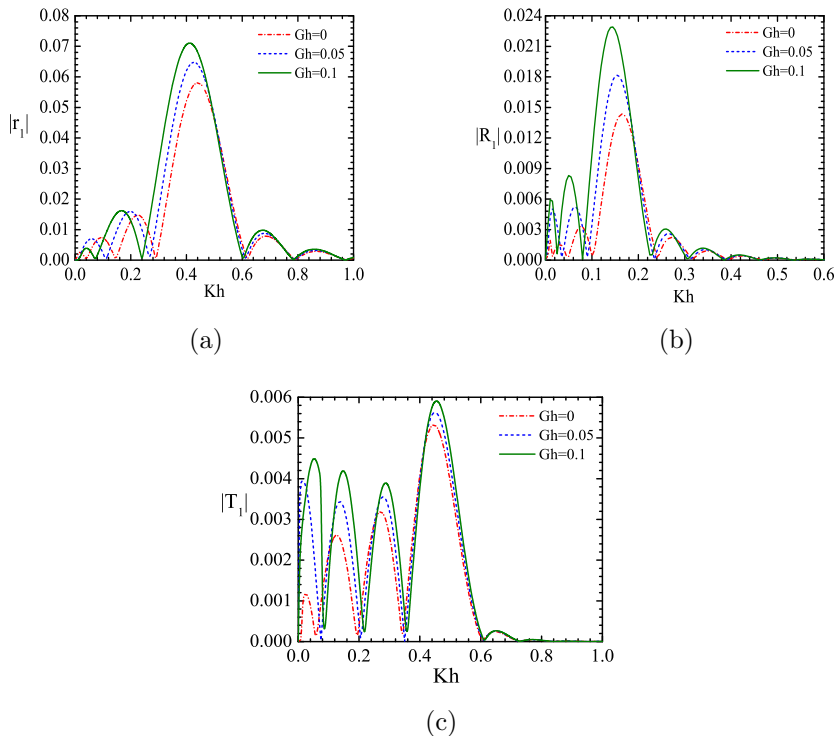 0.08
0.07
0.06
0.05
0.04
0.03
0.02
0.01
0.00
|r₁|
0.0 0.2 0.4 0.6 0.8 1.0
Kh
Gh=0
Gh=0.05
Gh=0.1
(a)
0.024
0.021
0.018
0.015
0.012
0.009
0.006
0.003
0.000
|R₁|
0.0 0.1 0.2 0.3 0.4 0.5 0.6
Kh
Gh=0
Gh=0.05
Gh=0.1
(b)
0.006
0.005
0.004
0.003
0.002
0.001
0.000
|T₁|
0.0 0.2 0.4 0.6 0.8 1.0
Kh
Gh=0
Gh=0.05
Gh=0.1
(c)